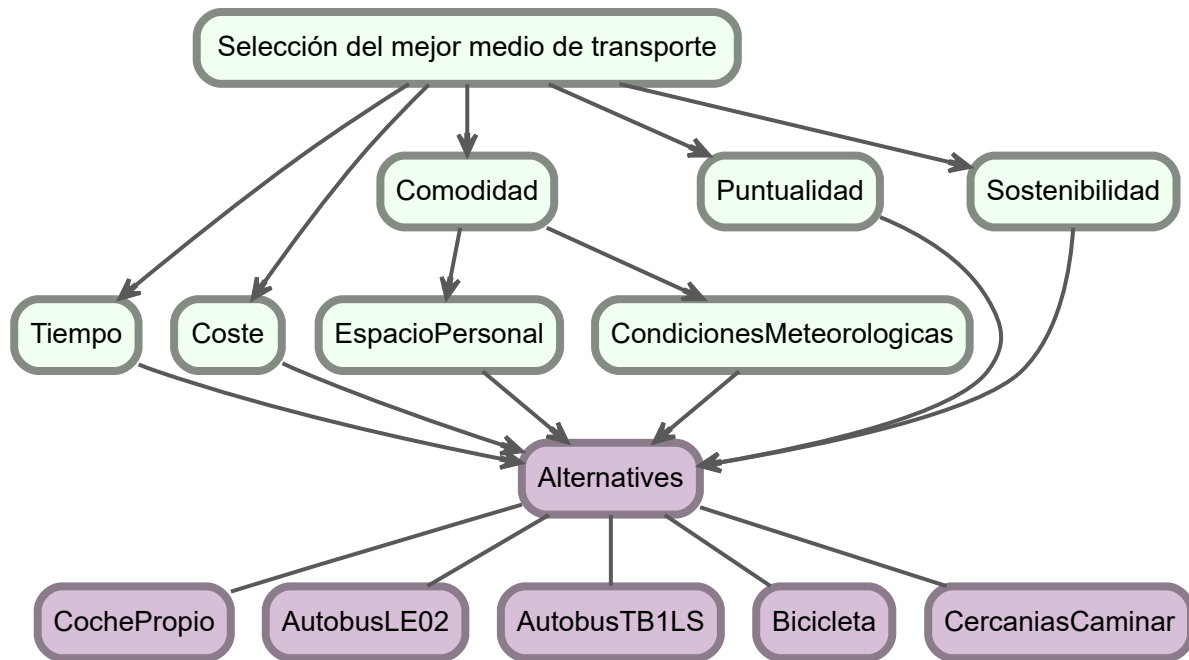 Selección del mejor medio de transporte
Comodidad
Puntualidad
Sostenibilidad
Tiempo
Coste
EspacioPersonal
CondicionesMeteorologicas
Alternatives
CochePropio
AutobusLE02
AutobusTB1LS
Bicicleta
CercaniasCaminar